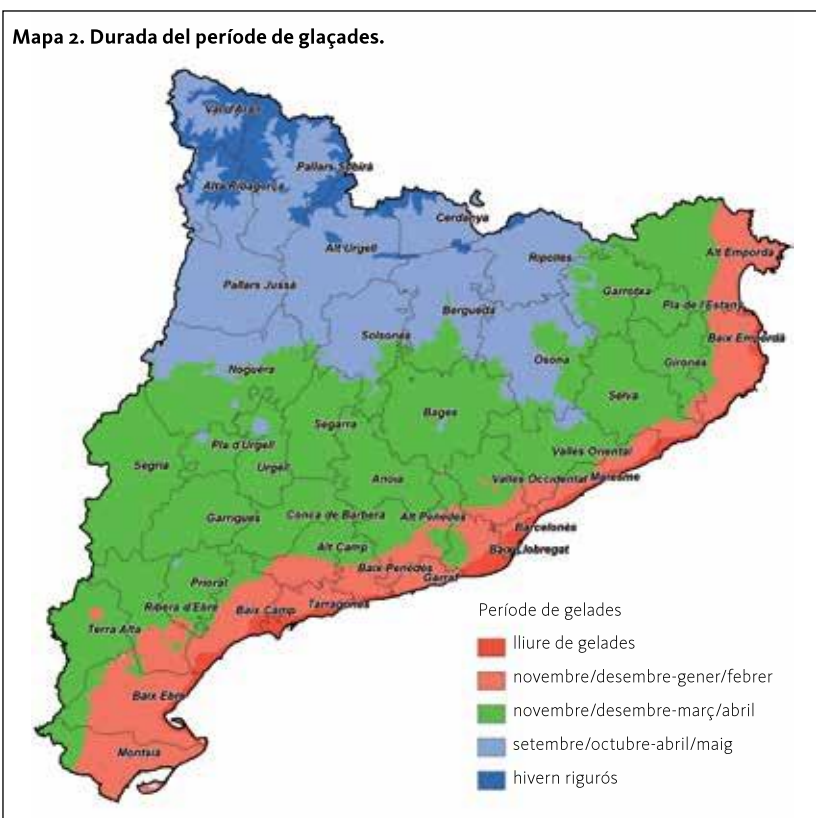 Mapa 2. Durada del període de glaçades.
Val d'Aran
Pallars Sobirà
Alta Ribagorça
Cerdanya
Alt Urgell
Ripollès
Alt Empordà
Pallars Jussà
Garrotxa
Pla de l'Estany
Berguedà
Solsonès
Baix Empordà
Osona
Gironès
Noguera
Selva
Bages
Segarra
Pla d'Urgell
Valles Oriental
Segria
Urgell
Anoia
Valles Occidental
Maresme
Garrigues
Conca de Barberà
Alt Penedès
Barcelonès
Alt Camp
Baix Llobregat
Baix Penedès
Garraf
Priorat
Ribera d'Ebre
Baix Camp
Tarragonès
Terra Alta
Baix Ebre
Montsià
Període de gelades
lliure de gelades
novembre/desembre-gener/febrer
novembre/desembre-març/abril
setembre/octubre-abril/maig
hivern rigurós